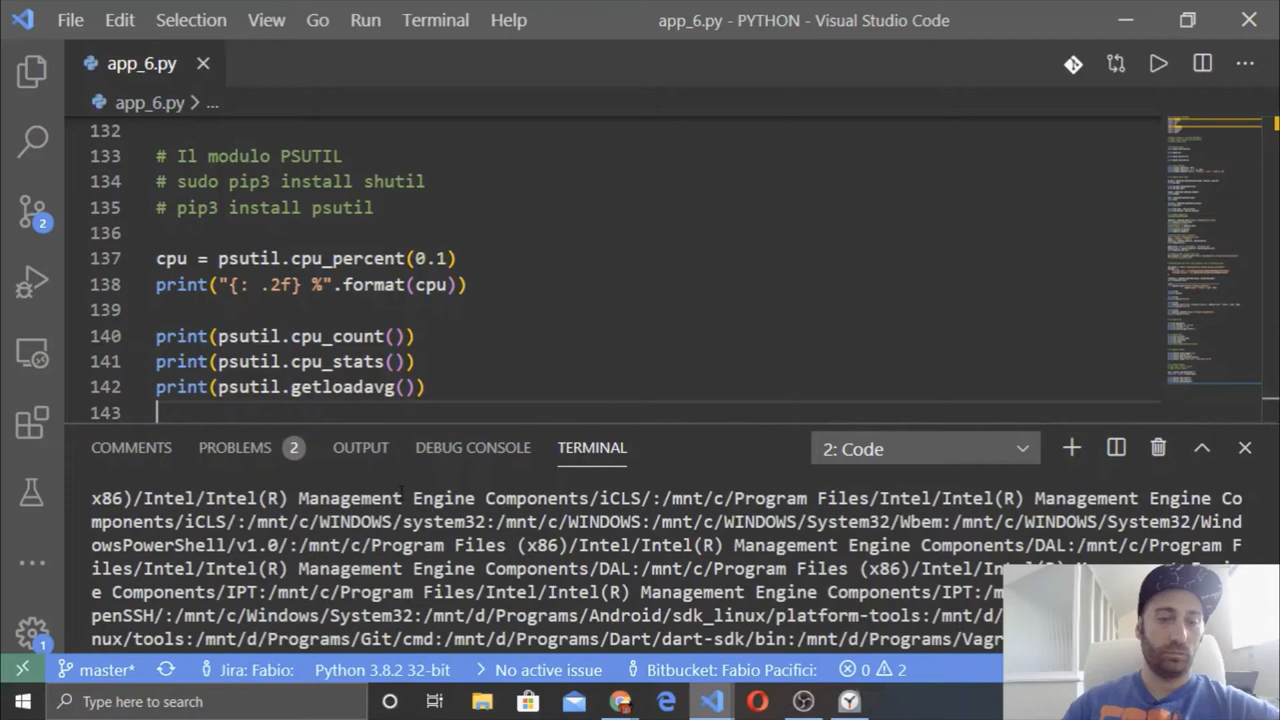 File Edit Selection View Go Run Terminal Help app_6.py - PYTHON - Visual Studio Code
app_6.py
app_6.py > ...
132
133 # Il modulo PSUTIL
134 # sudo pip3 install shutil
135 # pip3 install psutil
136
137 cpu = psutil.cpu_percent(0.1)
138 print("{: .2f} %".format(cpu))
139
140 print(psutil.cpu_count())
141 print(psutil.cpu_stats())
142 print(psutil.getloadavg())
143
2
COMMENTS PROBLEMS 2 OUTPUT DEBUG CONSOLE TERMINAL 2: Code
x86)/Intel/Intel(R) Management Engine Components/iCLS/:/mnt/c/Program Files/Intel/Intel(R) Management Engine Co
mponents/iCLS/:/mnt/c/WINDOWS/system32:/mnt/c/WINDOWS:/mnt/c/WINDOWS/System32/Wbem:/mnt/c/WINDOWS/System32/Wind
owsPowerShell/v1.0/:/mnt/c/Program Files (x86)/Intel/Intel(R) Management Engine Components/DAL:/mnt/c/Program F
iles/Intel/Intel(R) Management Engine Components/DAL:/mnt/c/Program Files (x86)/Intel/In
e Components/IPT:/mnt/c/Program Files/Intel/Intel(R) Management Engine Components/IPT:/m
penSSH/:/mnt/c/Windows/System32:/mnt/d/Programs/Android/sdk_linux/platform-tools:/mnt/d/
nux/tools:/mnt/d/Programs/Git/cmd:/mnt/d/Programs/Dart/dart-sdk/bin:/mnt/d/Programs/Vag
1
master* Jira: Fabio: Python 3.8.2 32-bit No active issue Bitbucket: Fabio Pacifici: 0 2
Type here to search